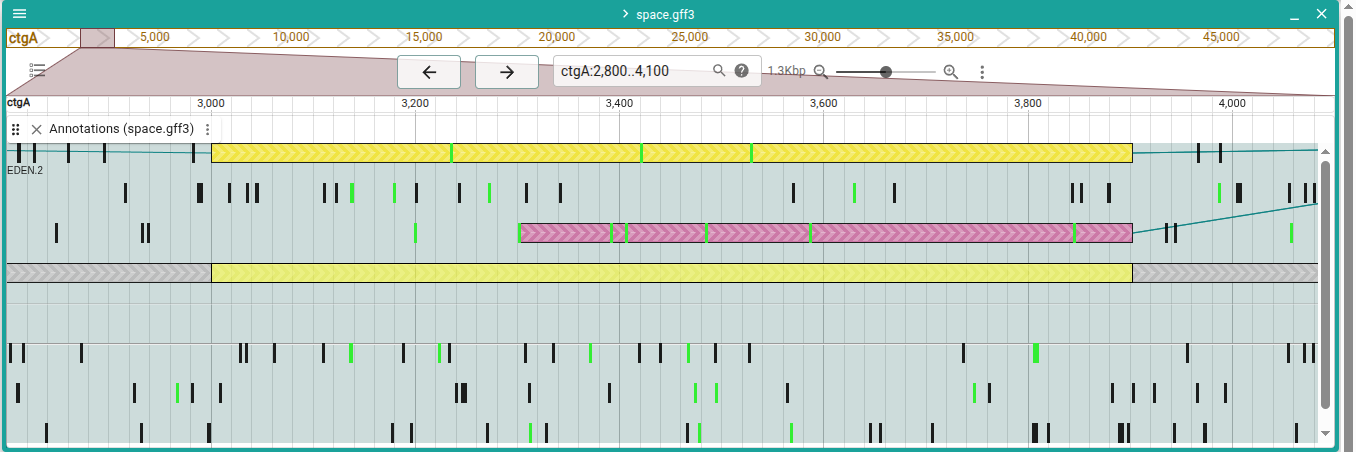 space.gff3
ctgA 5,000 10,000 15,000 20,000 25,000 30,000 35,000 40,000 45,000
ctgA:2,800..4,100 1.3Kbp
ctgA 3,000 3,200 3,400 3,600 3,800 4,000
Annotations (space.gff3)
EDEN.2